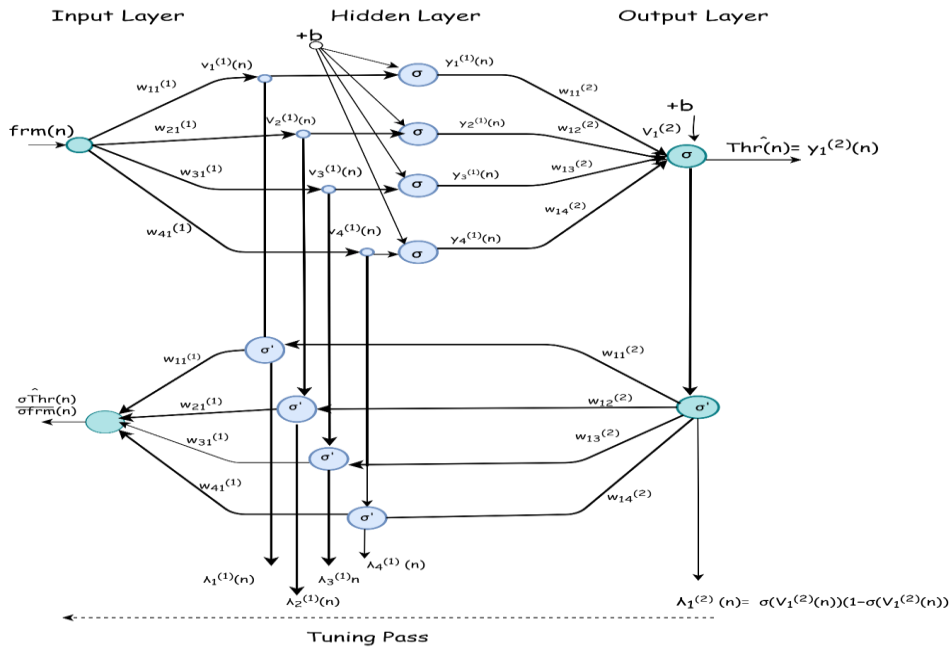 Input Layer Hidden Layer Output Layer
+b
v₁⁽¹⁾(n) σ y₁⁽¹⁾(n)
w₁₁⁽¹⁾ w₁₁⁽²⁾
+b
frm(n) w₂₁⁽¹⁾ V₂⁽¹⁾(n) σ y₂⁽¹⁾(n) w₁₂⁽²⁾ V₁⁽²⁾
σ Thr̂(n)= y₁⁽²⁾(n)
w₃₁⁽¹⁾ v₃⁽¹⁾(n) σ y₃⁽¹⁾(n) w₁₃⁽²⁾
w₄₁⁽¹⁾ v₄⁽¹⁾(n) σ y₄⁽¹⁾(n) w₁₄⁽²⁾
w₁₁⁽¹⁾ σ' w₁₁⁽²⁾
σThr̂(n)
σfrm(n)
w₂₁⁽¹⁾ σ' w₁₂⁽²⁾ σ'
w₃₁⁽¹⁾ σ' w₁₃⁽²⁾
w₄₁⁽¹⁾ σ' w₁₄⁽²⁾
λ₁⁽¹⁾(n) λ₃⁽¹⁾n λ₄⁽¹⁾ (n)
λ₂⁽¹⁾(n) λ₁⁽²⁾ (n)= σ(V₁⁽²⁾(n))(1-σ(V₁⁽²⁾(n))
Tuning Pass